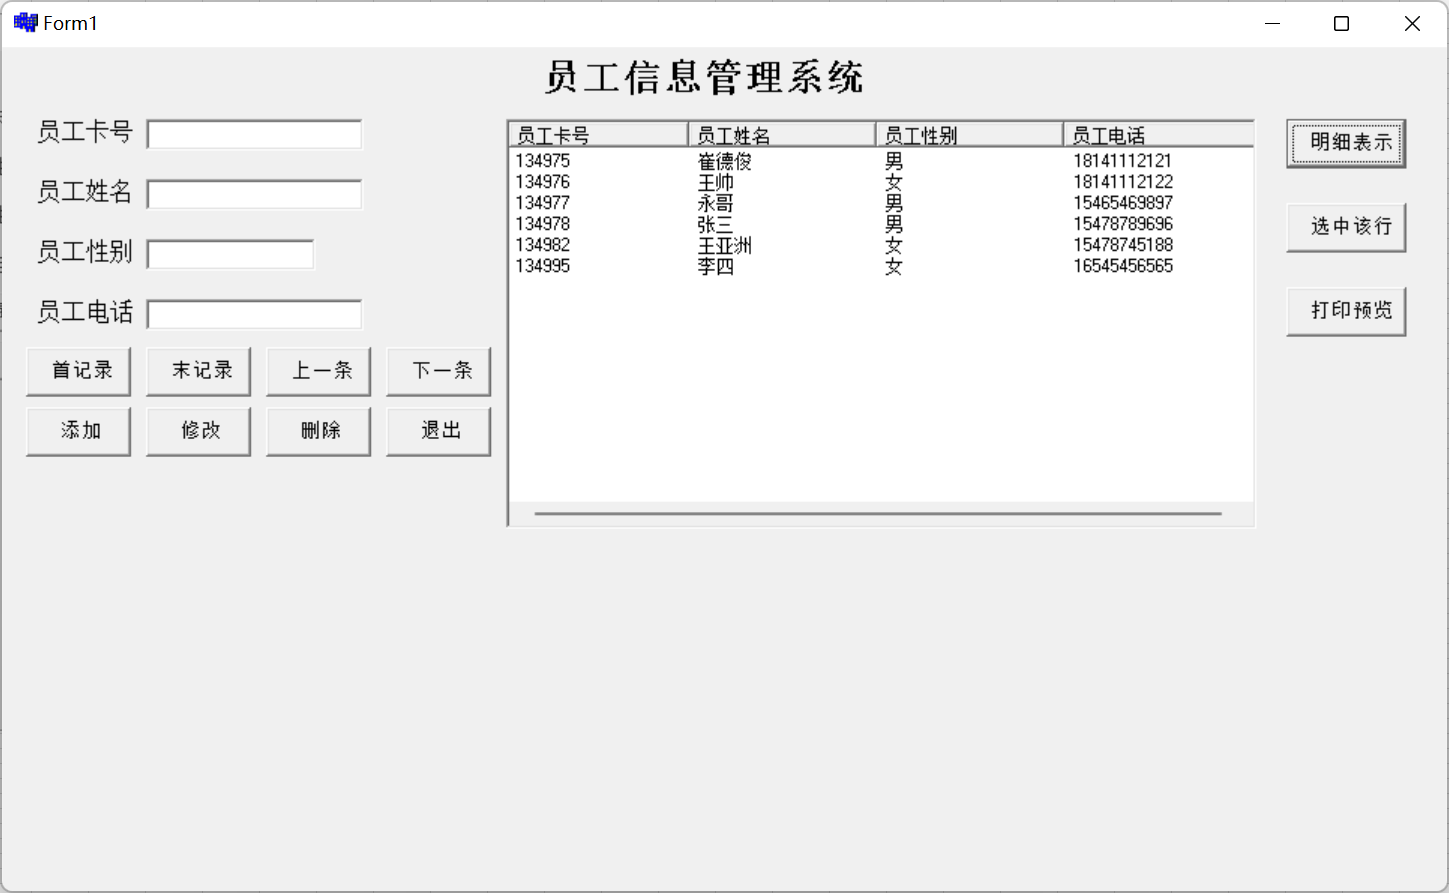 Form1
员工信息管理系统
员工卡号
员工姓名
员工性别
员工电话
首记录 末记录 上一条 下一条
添加 修改 删除 退出
员工卡号 员工姓名 员工性别 员工电话
134975 崔德俊 男 18141112121
134976 王帅 女 18141112122
134977 永哥 男 15465469897
134978 张三 男 15478789696
134982 王亚洲 女 15478745188
134995 李四 女 16545456565
明细表示
选中该行
打印预览